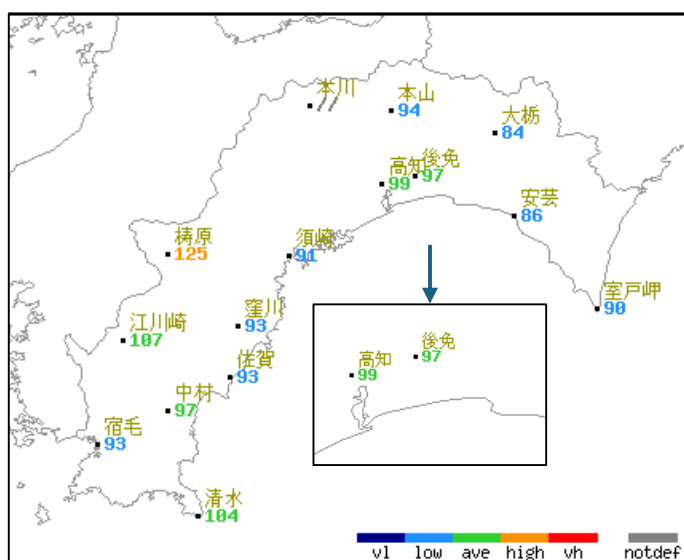 本川
//
本山
94
大栃
84
高知
99
後免
97
安芸
86
梼原
125
須崎
91
室戸岬
90
江川崎
107
窪川
93
佐賀
93
中村
97
宿毛
93
清水
104
高知
99
後免
97
vl low ave high vh notdef